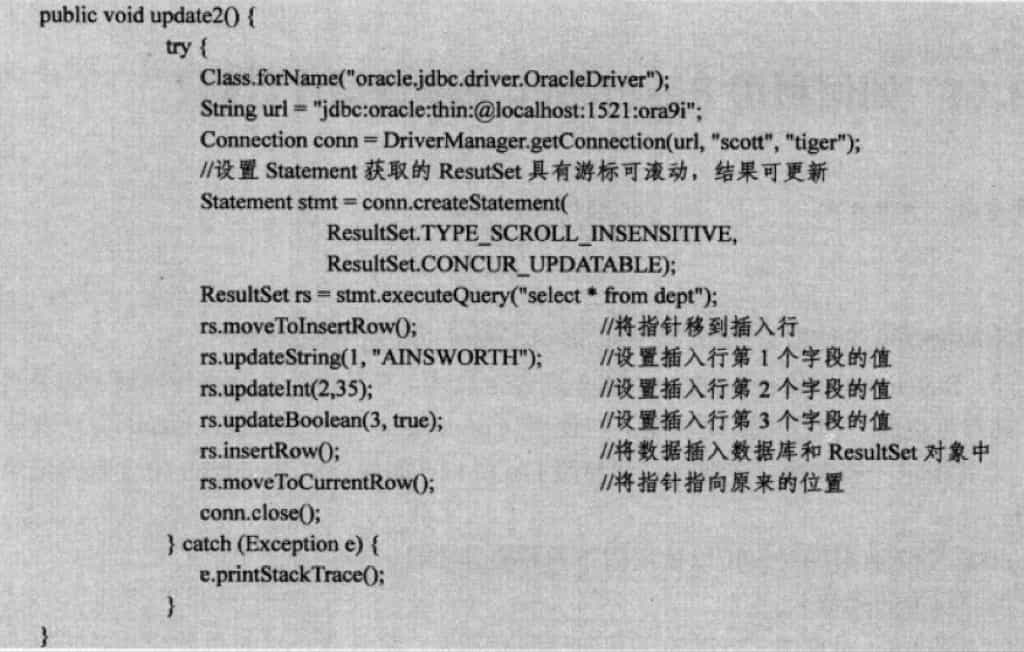 public void update2() {
try {
Class.forName("oracle.jdbc.driver.OracleDriver");
String url = "jdbc:oracle:thin:@localhost:1521:ora9i";
Connection conn = DriverManager.getConnection(url, "scott", "tiger");
//设置 Statement 获取的 ResutSet 具有游标可滚动，结果可更新
Statement stmt = conn.createStatement(
ResultSet.TYPE_SCROLL_INSENSITIVE,
ResultSet.CONCUR_UPDATABLE);
ResultSet rs = stmt.executeQuery("select * from dept");
rs.moveToInsertRow(); //将指针移到插入行
rs.updateString(1, "AINSWORTH"); //设置插入行第 1 个字段的值
rs.updateInt(2,35); //设置插入行第 2 个字段的值
rs.updateBoolean(3, true); //设置插入行第 3 个字段的值
rs.insertRow(); //将数据插入数据库和 ResultSet 对象中
rs.moveToCurrentRow(); //将指针指向原来的位置
conn.close();
} catch (Exception e) {
e.printStackTrace();
}
}